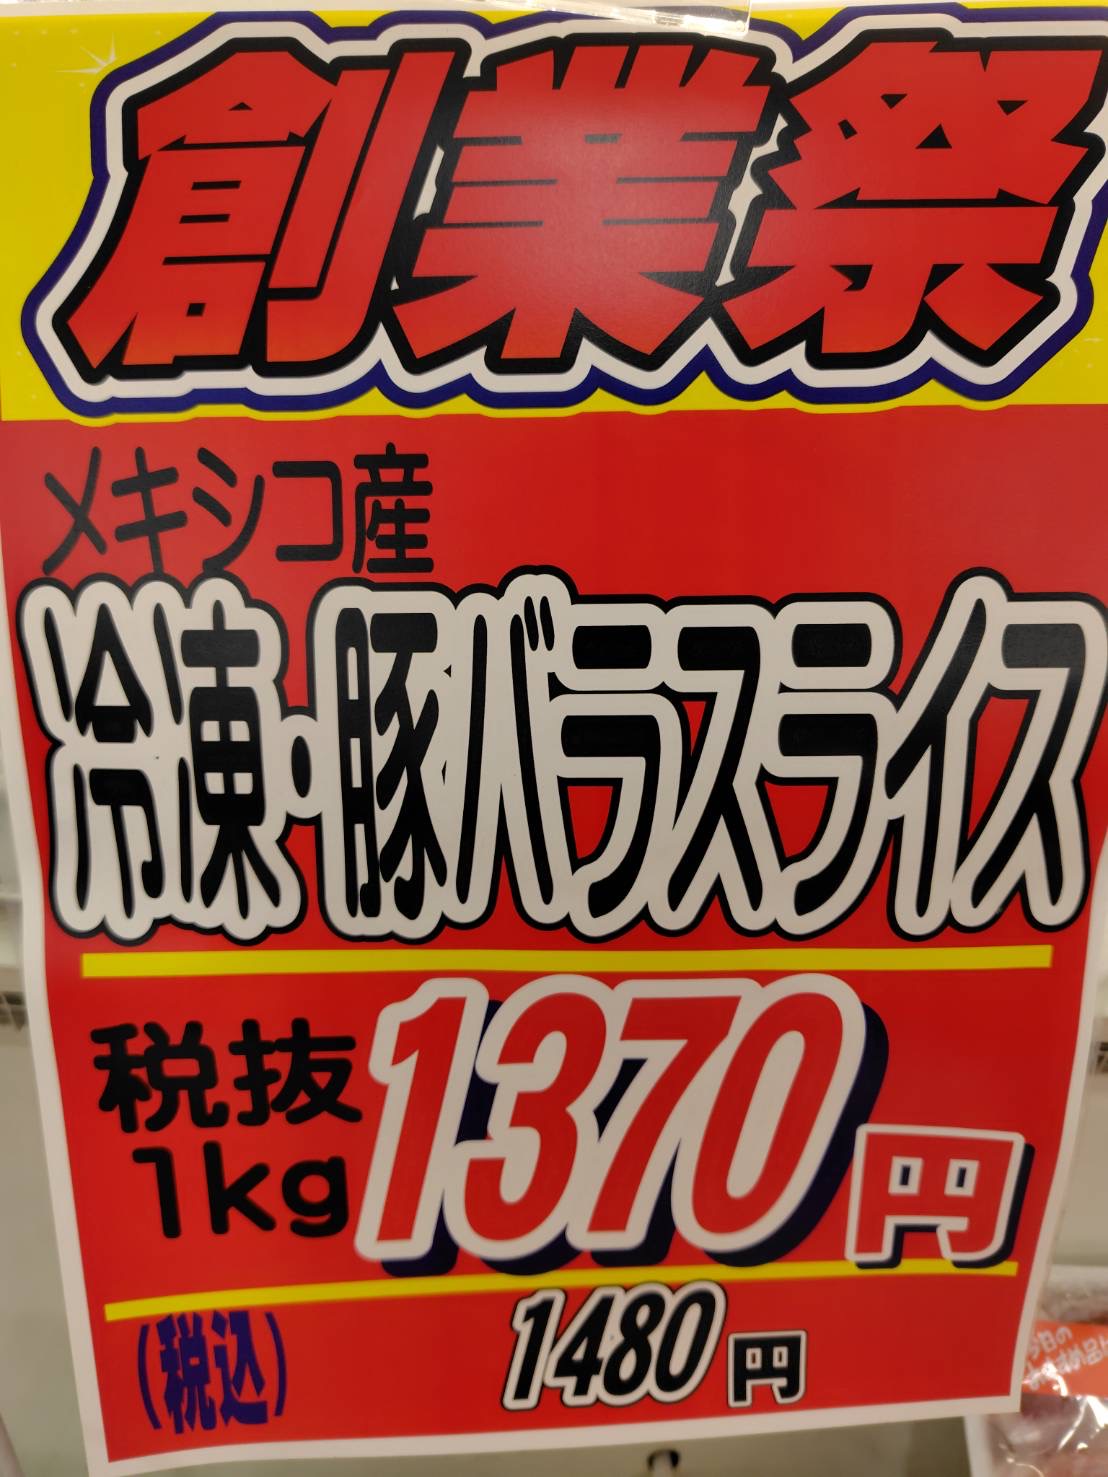 創業祭
メキシコ産
冷凍・豚バラスライス
税抜
1kg
1370円
(税込)
1480円